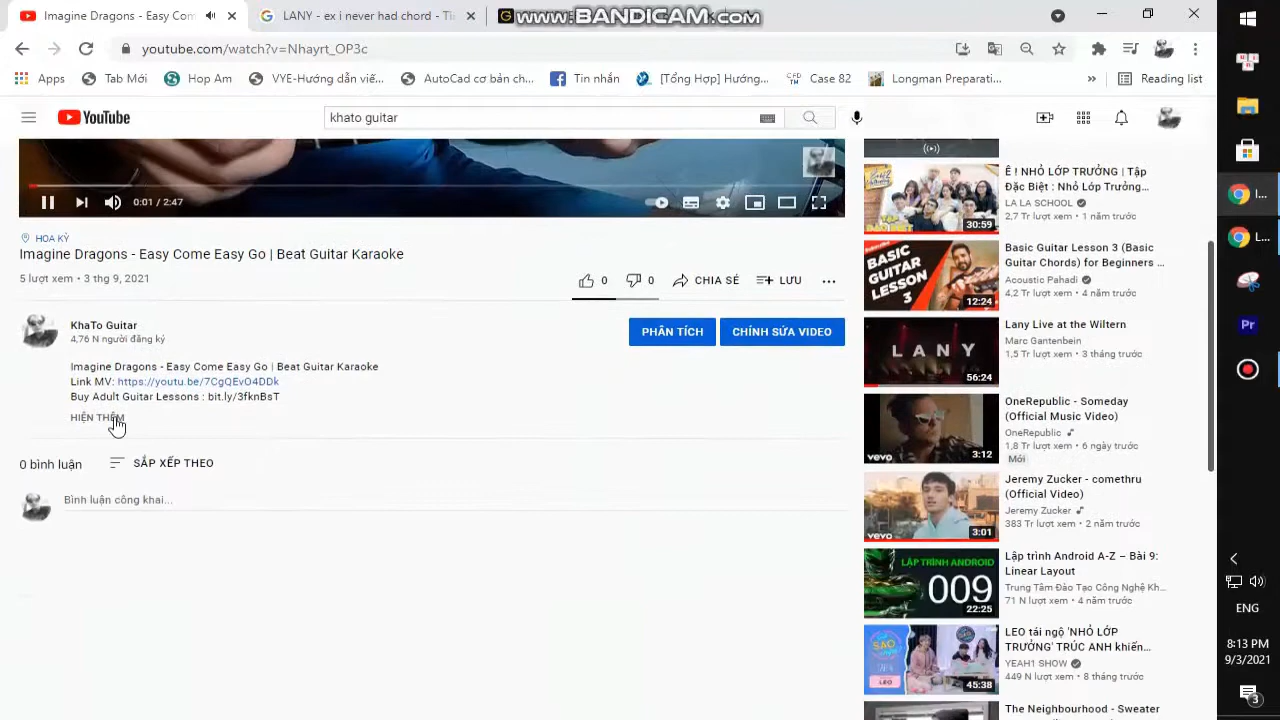 Imagine Dragons - Easy Com
LANY - ex i never had chord - Th
www.BANDICAM.com
youtube.com/watch?v=Nhayrt_OP3c
Apps
Tab Mới
Hop Am
VYE-Hướng dẫn viế...
AutoCad cơ bản ch...
Tin nhắn
[Tổng Hợp] Hướng...
Case 82
Longman Preparati...
»
Reading list
YouTube
khato guitar
0:01 / 2:47
HOA KỲ
Imagine Dragons - Easy Come Easy Go | Beat Guitar Karaoke
5 lượt xem • 3 thg 9, 2021
0
0
CHIA SẺ
LƯU
KhaTo Guitar
4,76 N người đăng ký
PHÂN TÍCH
CHỈNH SỬA VIDEO
Imagine Dragons - Easy Come Easy Go | Beat Guitar Karaoke
Link MV: https://youtu.be/7CgQEvO4DDk
Buy Adult Guitar Lessons : bit.ly/3fknBsT
HIỆN THÊM
0 bình luận
SẮP XẾP THEO
Bình luận công khai...
Ê ! NHỎ LỚP TRƯỞNG | Tập
Đặc Biệt : Nhỏ Lớp Trưởng...
LA LA SCHOOL
2,7 Tr lượt xem • 1 năm trước
30:59
BASIC
GUITAR
LESSON
3
12:24
Basic Guitar Lesson 3 (Basic
Guitar Chords) for Beginners ...
Acoustic Pahadi
4,2 Tr lượt xem • 4 năm trước
LANY
56:24
Lany Live at the Wiltern
Marc Gantenbein
1,5 Tr lượt xem • 3 tháng trước
vevo
3:12
OneRepublic - Someday
(Official Music Video)
OneRepublic
1,8 Tr lượt xem • 6 ngày trước
Mới
vevo
3:01
Jeremy Zucker - comethru
(Official Video)
Jeremy Zucker
383 Tr lượt xem • 2 năm trước
LẬP TRÌNH ANDROID
009
22:25
Lập trình Android A-Z – Bài 9:
Linear Layout
Trung Tâm Đào Tạo Công Nghệ Kh...
71 N lượt xem • 4 năm trước
SAO
LEO
45:38
LEO tái ngộ 'NHỎ LỚP
TRƯỞNG' TRÚC ANH khiến...
YEAH1 SHOW
449 N lượt xem • 8 tháng trước
The Neighbourhood - Sweater
I...
L...
Pr
ENG
8:13 PM
9/3/2021
3